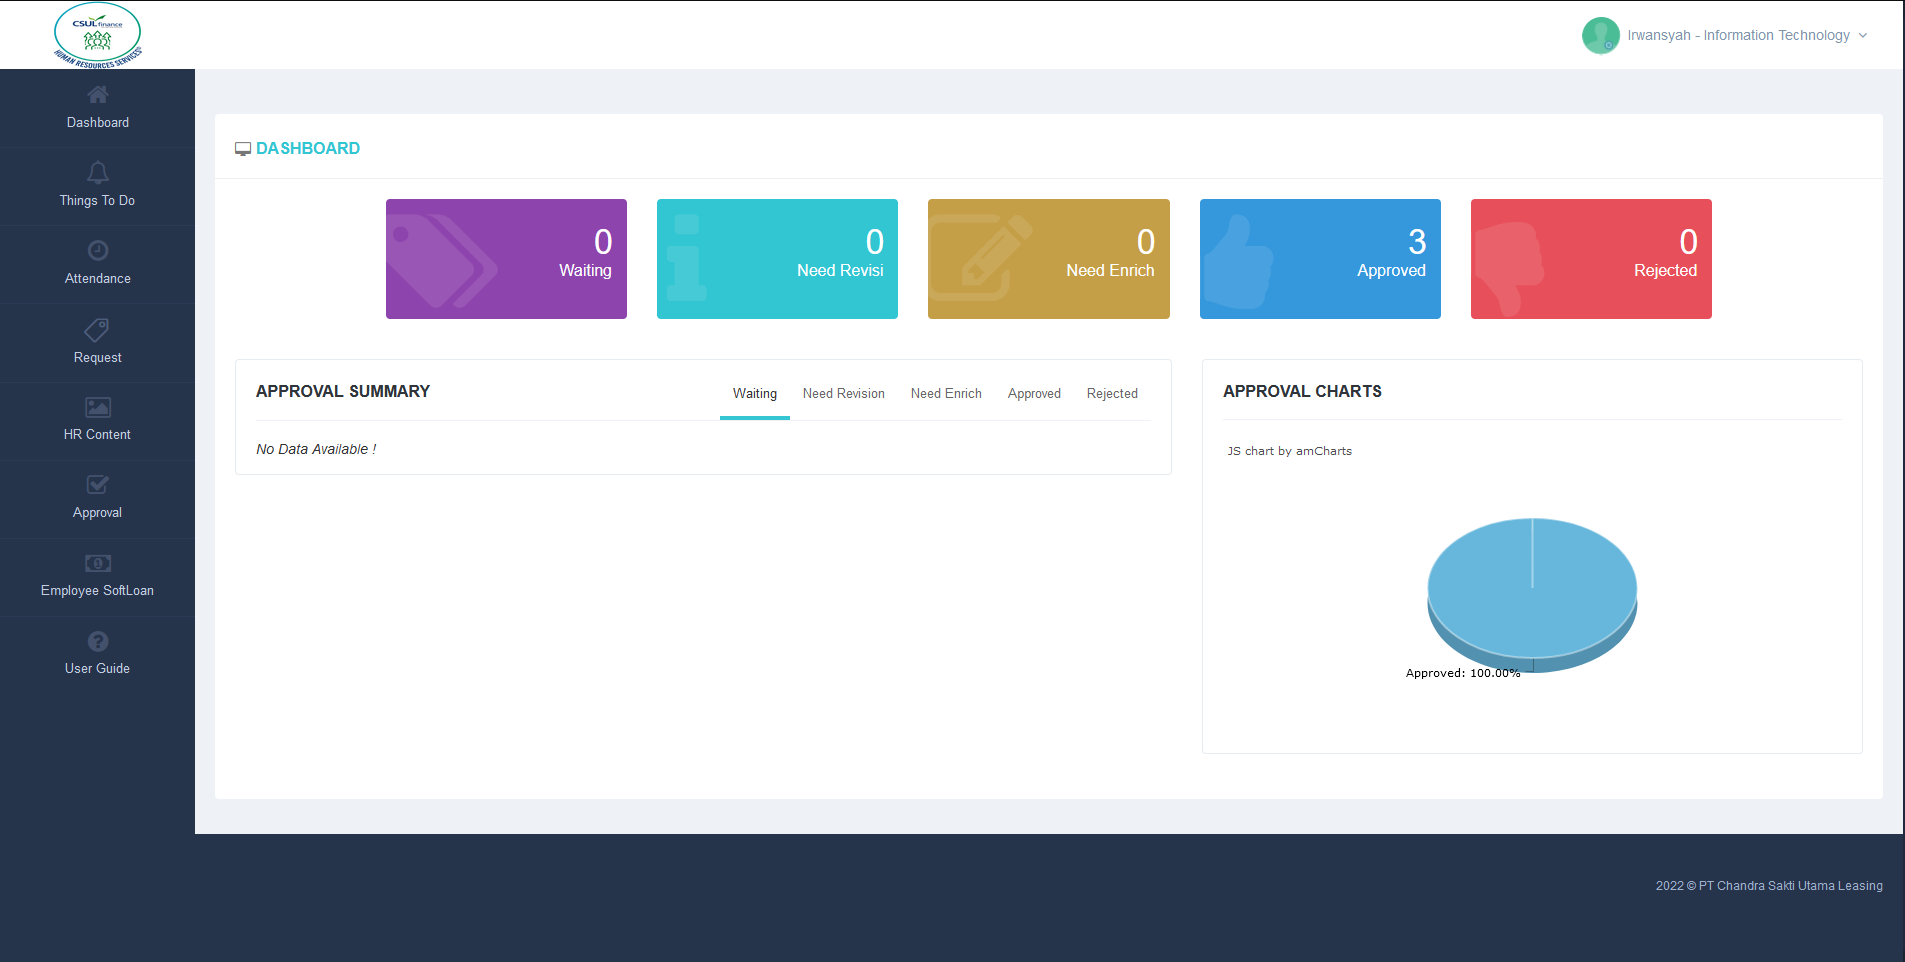 CSULfinance
HUMAN RESOURCES SERVICES
Irwansyah - Information Technology
Dashboard
Things To Do
Attendance
Request
HR Content
Approval
Employee SoftLoan
User Guide
DASHBOARD
0
Waiting
0
Need Revisi
0
Need Enrich
3
Approved
0
Rejected
APPROVAL SUMMARY
Waiting Need Revision Need Enrich Approved Rejected
No Data Available !
APPROVAL CHARTS
JS chart by amCharts
Approved: 100.00%
2022 © PT Chandra Sakti Utama Leasing